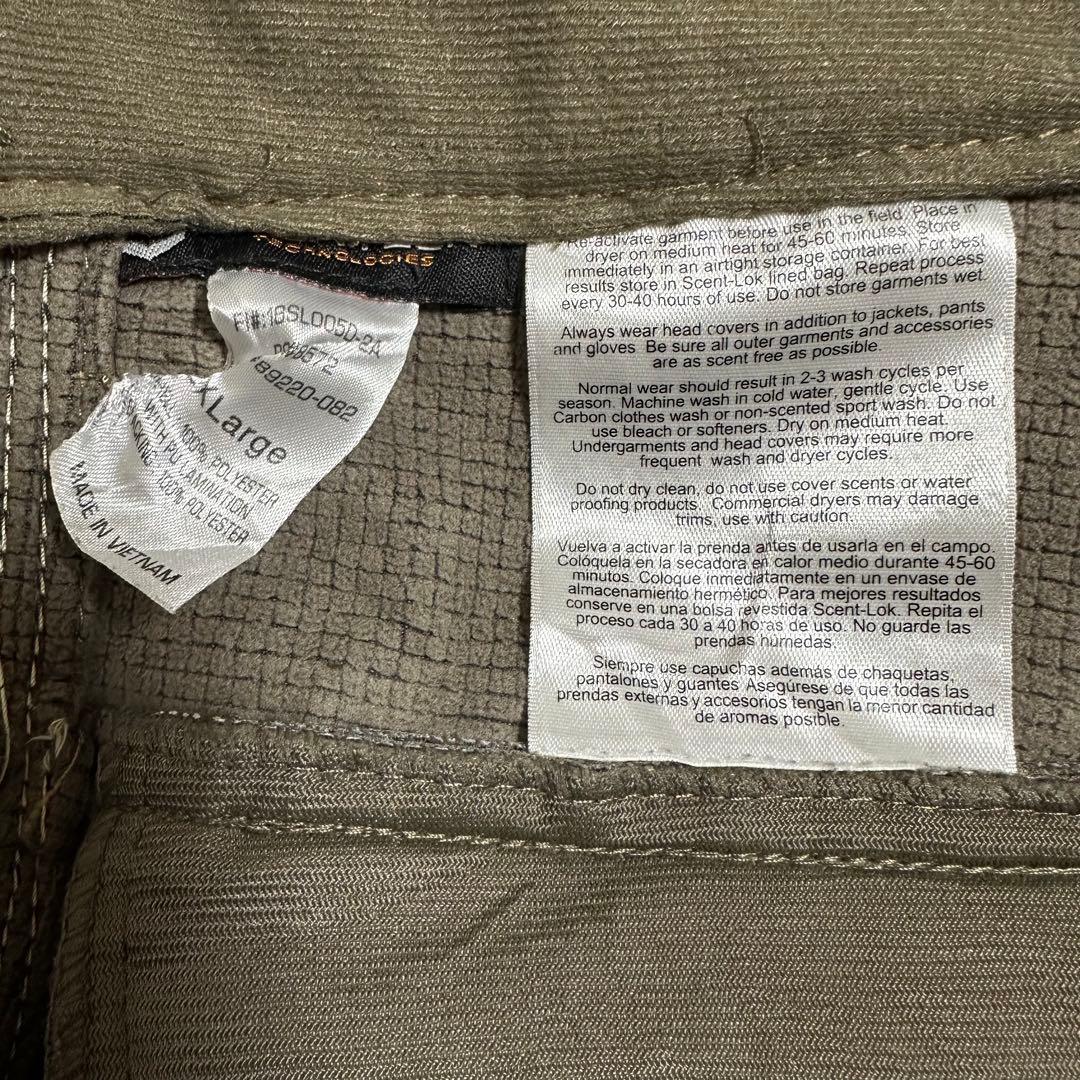 TECHNOLOGIES
F/W18SL005D-2A
89220-082
XLarge
100% POLYESTER
WITH PU LAMINATION
BACKING: 100% POLYESTER
MADE IN VIETNAM
Re-activate garment before use in the field. Place in
dryer on medium heat for 45-60 minutes. Store
immediately in an airtight storage container. For best
results store in Scent-Lok lined bag. Repeat process
every 30-40 hours of use. Do not store garments wet.
Always wear head covers in addition to jackets, pants
and gloves Be sure all outer garments and accessories
are as scent free as possible.
Normal wear should result in 2-3 wash cycles per
season. Machine wash in cold water, gentle cycle. Use
Carbon clothes wash or non-scented sport wash. Do not
use bleach or softeners. Dry on medium heat.
Undergarments and head covers may require more
frequent wash and dryer cycles.
Do not dry clean, do not use cover scents or water
proofing products. Commercial dryers may damage
trims, use with caution.
Vuelva a activar la prenda antes de usarla en el campo.
Colóquela en la secadora en calor medio durante 45-60
minutos. Coloque inmediatamente en un envase de
almacenamiento hermético. Para mejores resultados
conserve en una bolsa revestida Scent-Lok. Repita el
proceso cada 30 a 40 horas de uso. No guarde las
prendas húmedas.
Siempre use capuchas además de chaquetas,
pantalones y guantes Asegúrese de que todas las
prendas externas y accesorios tengan la menor cantidad
de aromas posible.